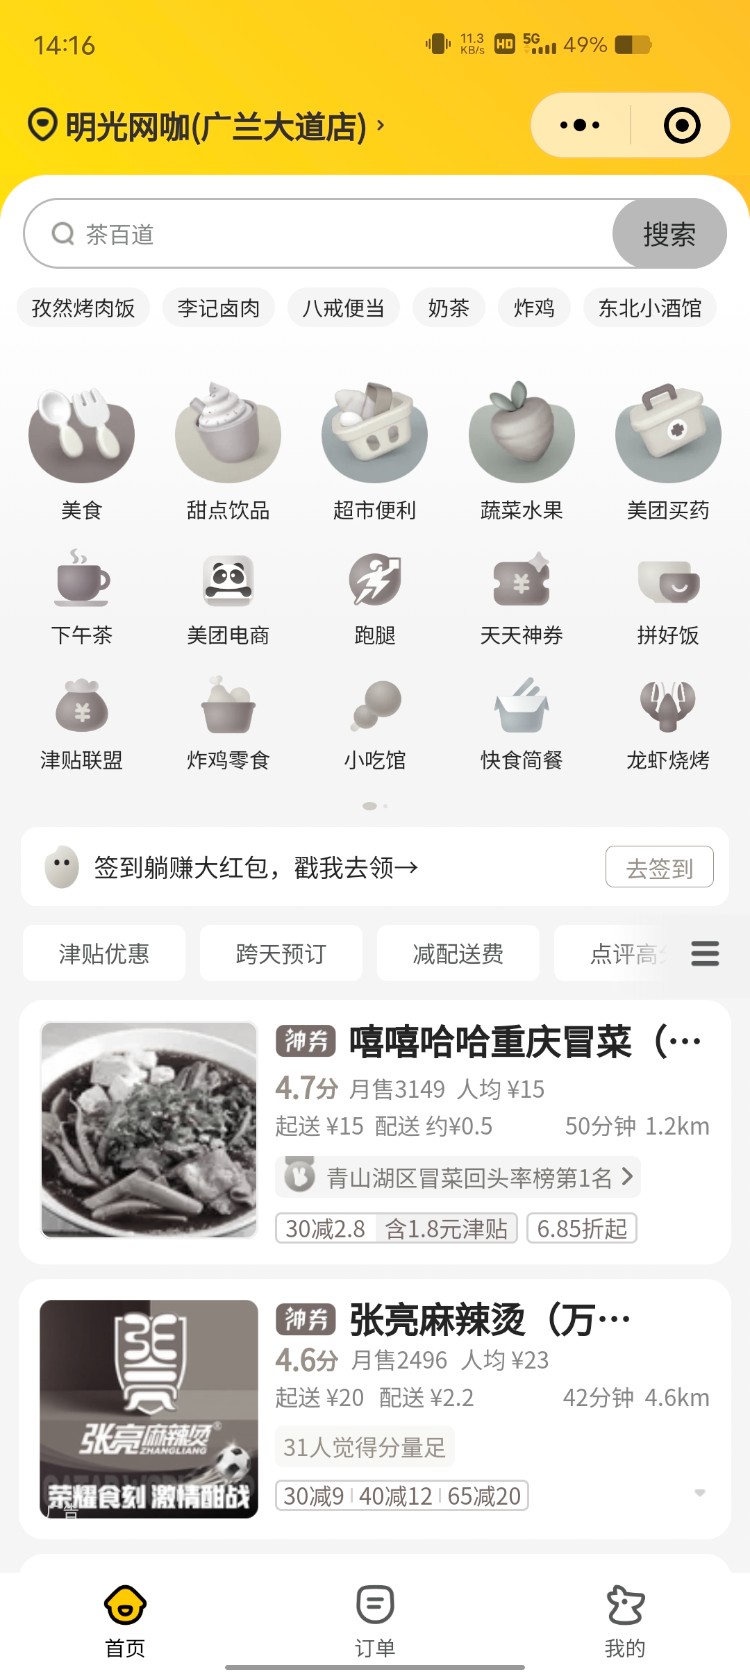 14:16
11.3 KB/s HD 5G 49%
明光网咖(广兰大道店)
茶百道 搜索
孜然烤肉饭 李记卤肉 八戒便当 奶茶 炸鸡 东北小酒馆
美食 甜点饮品 超市便利 蔬菜水果 美团买药
下午茶 美团电商 跑腿 天天神券 拼好饭
津贴联盟 炸鸡零食 小吃馆 快食简餐 龙虾烧烤
签到躺赚大红包，戳我去领→ 去签到
津贴优惠 跨天预订 减配送费 点评高分
神券 嘻嘻哈哈重庆冒菜（…
4.7分 月售3149 人均 ¥15
起送 ¥15 配送 约¥0.5 50分钟 1.2km
青山湖区冒菜回头率榜第1名
30减2.8 含1.8元津贴 6.85折起
神券 张亮麻辣烫（万…
4.6分 月售2496 人均 ¥23
起送 ¥20 配送 ¥2.2 42分钟 4.6km
31人觉得分量足
30减9 40减12 65减20
张亮麻辣烫®
ZHANGLIANG
荣耀食刻 激情酣战
广告
首页 订单 我的